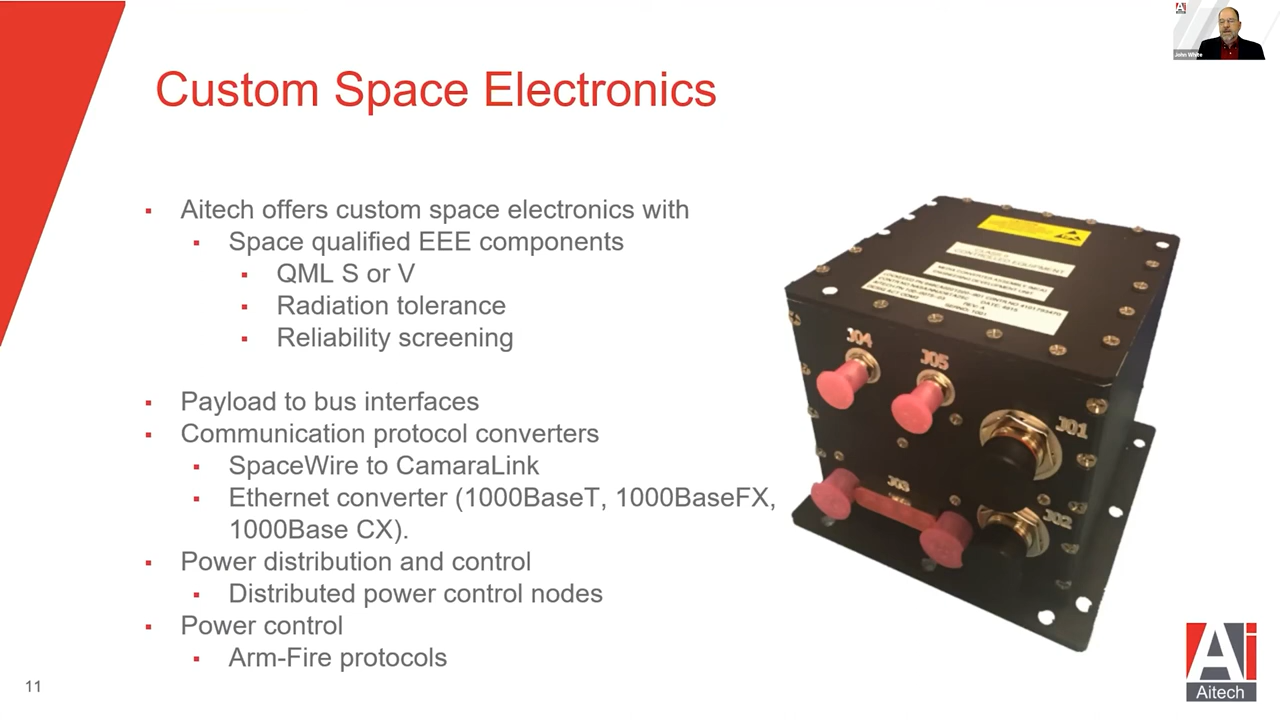 Custom Space Electronics
▪ Aitech offers custom space electronics with
▪ Space qualified EEE components
▪ QML S or V
▪ Radiation tolerance
▪ Reliability screening
▪ Payload to bus interfaces
▪ Communication protocol converters
▪ SpaceWire to CamaraLink
▪ Ethernet converter (1000BaseT, 1000BaseFX,
1000Base CX).
▪ Power distribution and control
▪ Distributed power control nodes
▪ Power control
▪ Arm-Fire protocols
11
John White
CONTROLLED EQUIPMENT
J04
J05
J01
J03
J02
Ai
Aitech